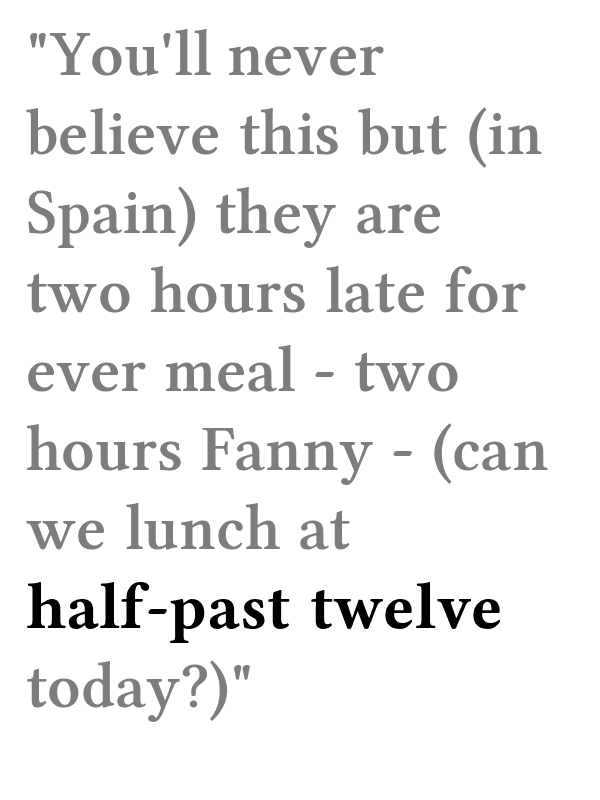 "You'll never
believe this but (in
Spain) they are
two hours late for
ever meal - two
hours Fanny - (can
we lunch at
half-past twelve
today?)"